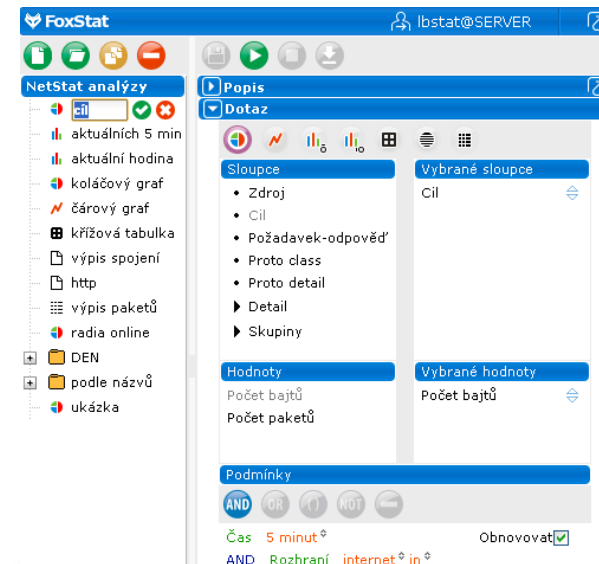 FoxStat
lbstat@SERVER
NetStat analýzy
cíl
aktuálních 5 min
aktuální hodina
koláčový graf
čárový graf
křížová tabulka
výpis spojení
http
výpis paketů
radia online
DEN
podle názvů
ukázka
Popis
Dotaz
Sloupce
Zdroj
Cil
Požadavek-odpověď
Proto class
Proto detail
Detail
Skupiny
Vybrané sloupce
Cil
Hodnoty
Počet bajtů
Počet paketů
Vybrané hodnoty
Počet bajtů
Podmínky
AND OR () NOT
Čas 5 minut Obnovovat
AND Rozhraní internet in